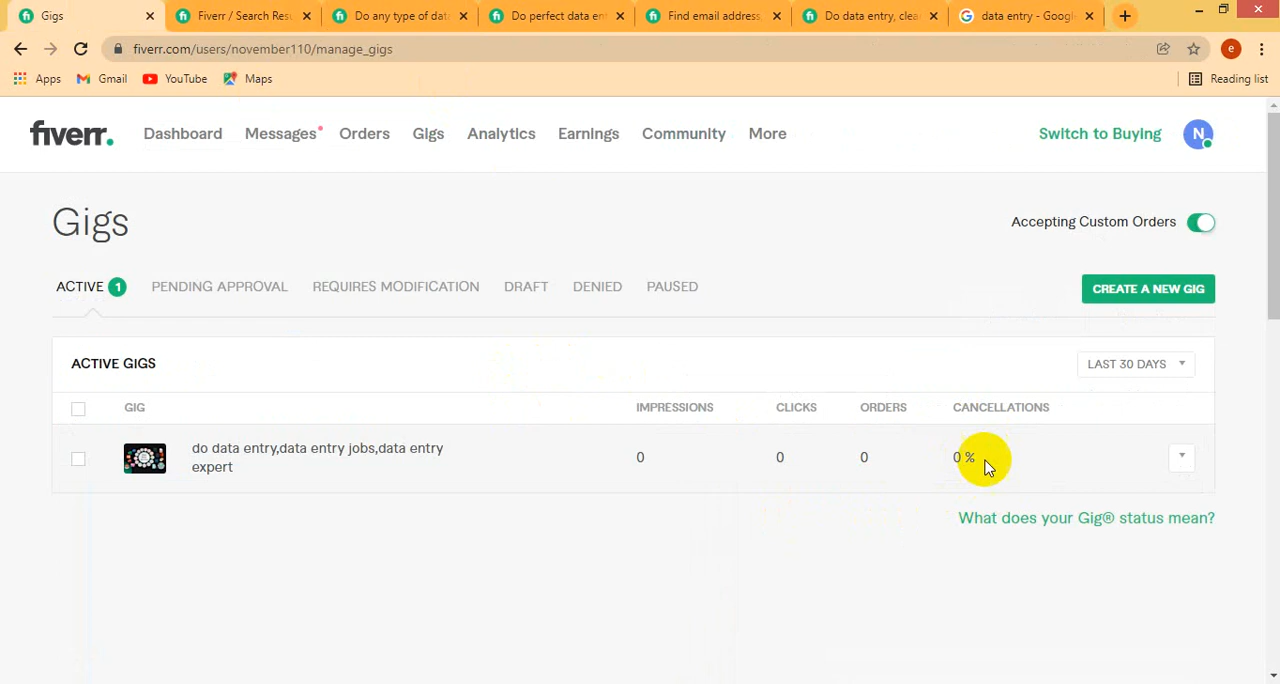 Gigs
Fiverr / Search Res
Do any type of dat
Do perfect data en
Find email address,
Do data entry, clea
data entry - Googl
fiverr.com/users/november110/manage_gigs
e
Apps
Gmail
YouTube
Maps
Reading list
fiverr.
Dashboard
Messages
Orders
Gigs
Analytics
Earnings
Community
More
Switch to Buying
N
Gigs
Accepting Custom Orders
ACTIVE 1
PENDING APPROVAL
REQUIRES MODIFICATION
DRAFT
DENIED
PAUSED
CREATE A NEW GIG
ACTIVE GIGS
LAST 30 DAYS
GIG
IMPRESSIONS
CLICKS
ORDERS
CANCELLATIONS
do data entry,data entry jobs,data entry
expert
0
0
0
0 %
What does your Gig® status mean?